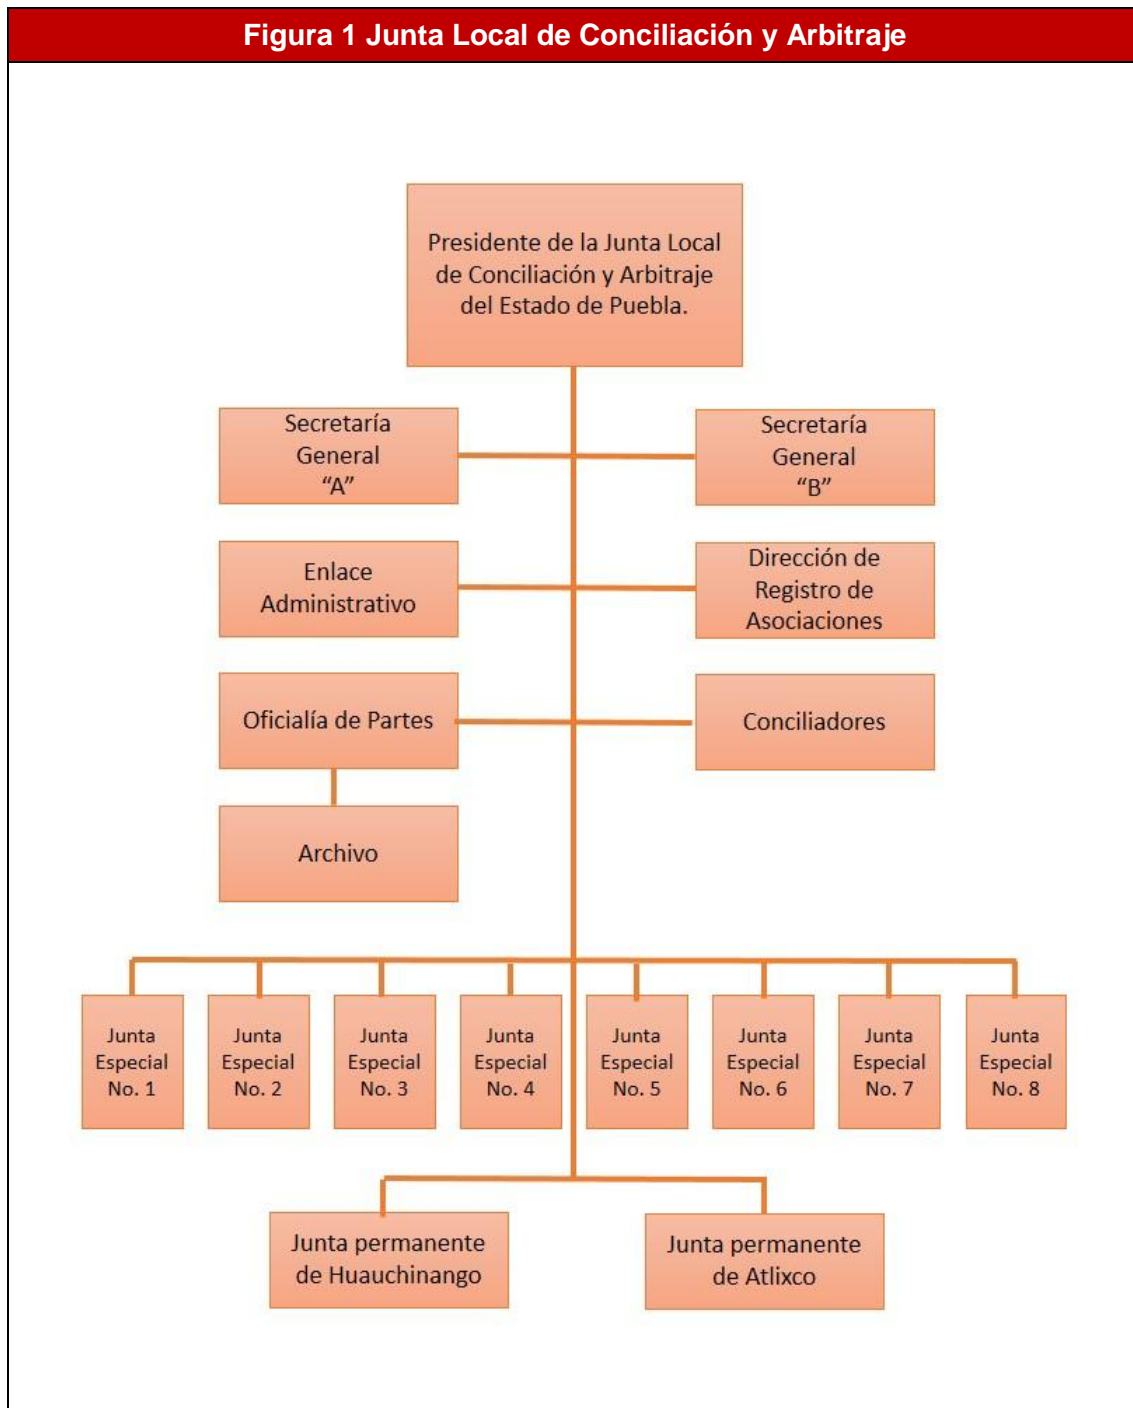 Figura 1 Junta Local de Conciliación y Arbitraje
Presidente de la Junta Local
de Conciliación y Arbitraje
del Estado de Puebla.
Secretaría
General
“A”
Secretaría
General
“B”
Enlace
Administrativo
Dirección de
Registro de
Asociaciones
Oficialía de Partes
Conciliadores
Archivo
Junta
Especial
No. 1
Junta
Especial
No. 2
Junta
Especial
No. 3
Junta
Especial
No. 4
Junta
Especial
No. 5
Junta
Especial
No. 6
Junta
Especial
No. 7
Junta
Especial
No. 8
Junta permanente
de Huauchinango
Junta permanente
de Atlixco